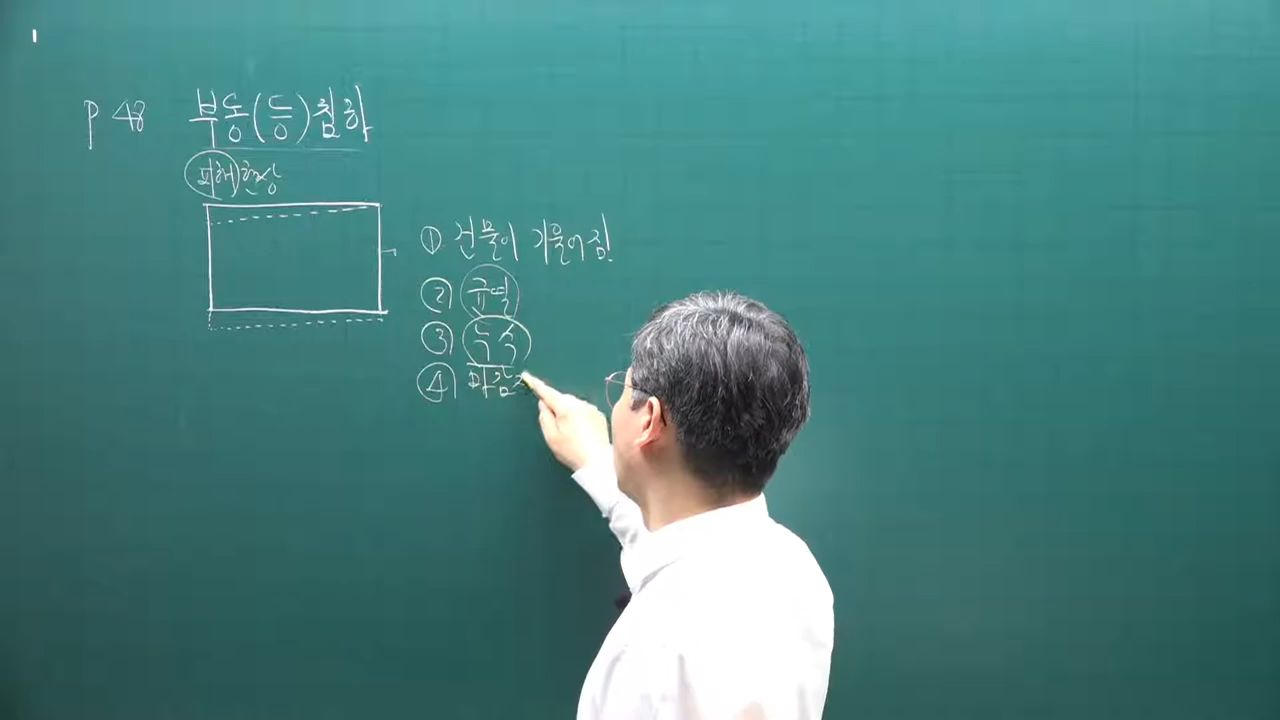 P 48 부동(등)침하
피해현상
① 건물이 기울어짐
② 균열
③ 누수
④ 마감